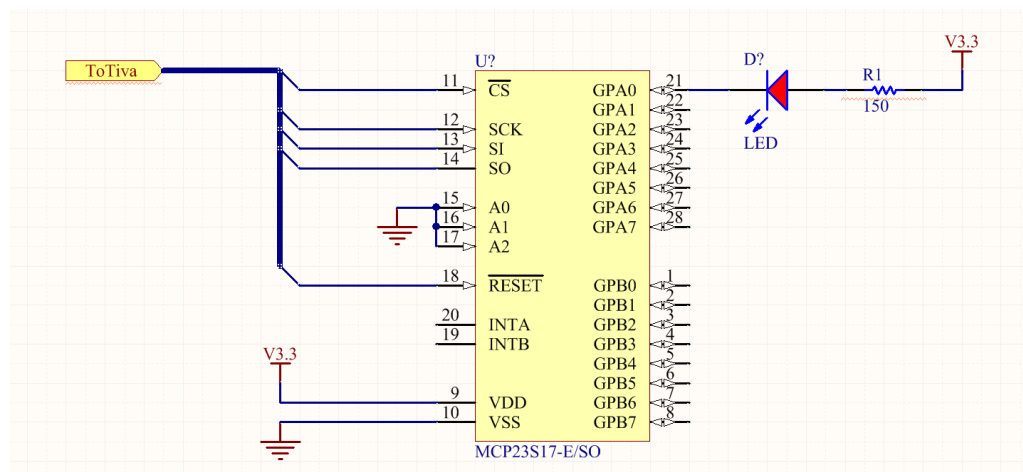 ToTiva
U?
11
CS
12
SCK
13
SI
14
SO
15
A0
16
A1
17
A2
18
RESET
20
INTA
19
INTB
V3.3
9
VDD
10
VSS
21
GPA0
22
GPA1
23
GPA2
24
GPA3
25
GPA4
26
GPA5
27
GPA6
28
GPA7
1
GPB0
2
GPB1
3
GPB2
4
GPB3
5
GPB4
6
GPB5
7
GPB6
8
GPB7
MCP23S17-E/SO
D?
LED
R1
150
V3.3